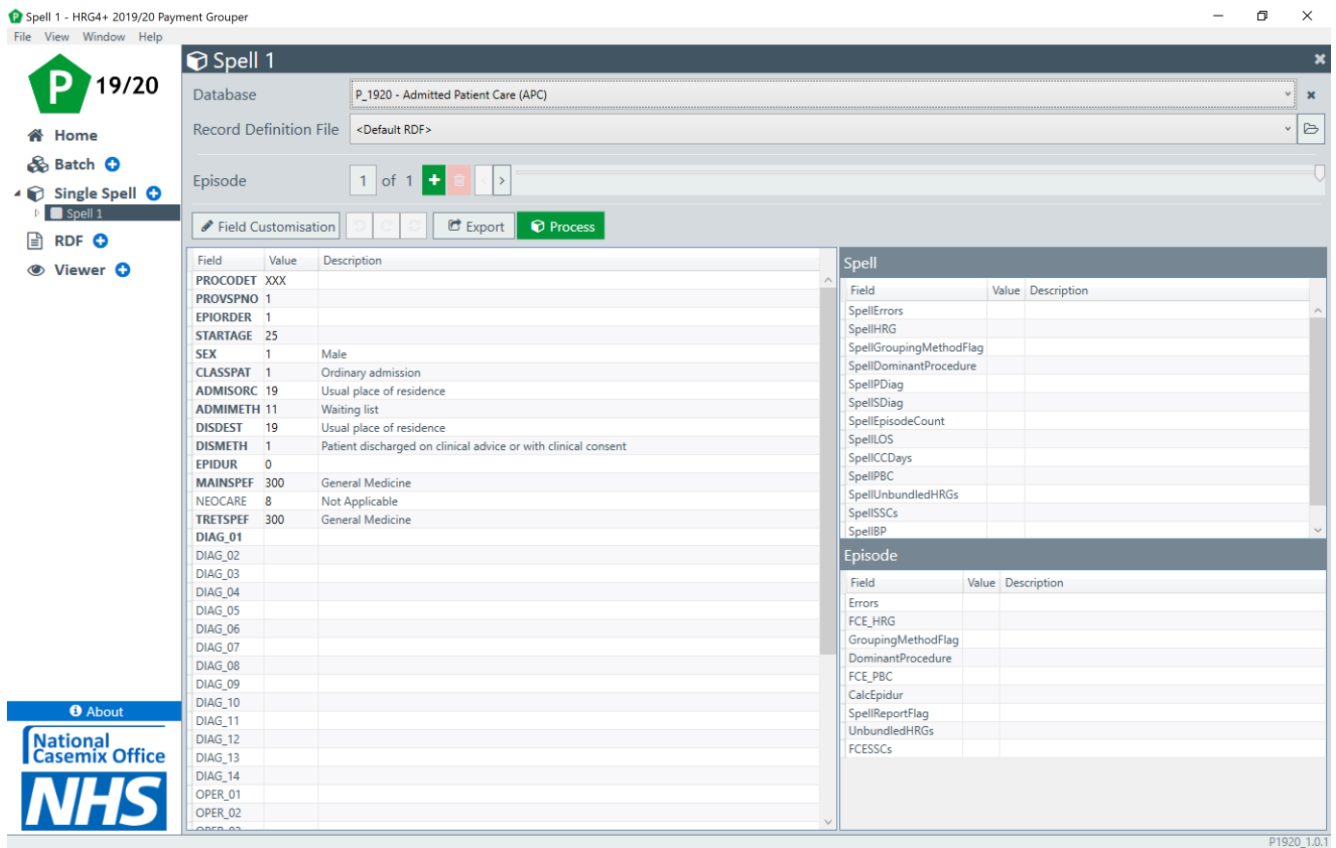 Spell 1 - HRG4+ 2019/20 Payment Grouper
File View Window Help
P 19/20
Home
Batch
Single Spell
Spell 1
RDF
Viewer
About
National
Casemix Office
NHS
Spell 1
Database P_1920 - Admitted Patient Care (APC)
Record Definition File <Default RDF>
Episode 1 of 1
Field Customisation Export Process
Field Value Description
PROCODET XXX
PROVSPNO 1
EPIORDER 1
STARTAGE 25
SEX 1 Male
CLASSPAT 1 Ordinary admission
ADMISORC 19 Usual place of residence
ADMIMETH 11 Waiting list
DISDEST 19 Usual place of residence
DISMETH 1 Patient discharged on clinical advice or with clinical consent
EPIDUR 0
MAINSPEF 300 General Medicine
NEOCARE 8 Not Applicable
TRETSPEF 300 General Medicine
DIAG_01
DIAG_02
DIAG_03
DIAG_04
DIAG_05
DIAG_06
DIAG_07
DIAG_08
DIAG_09
DIAG_10
DIAG_11
DIAG_12
DIAG_13
DIAG_14
OPER_01
OPER_02
Spell
Field Value Description
SpellErrors
SpellHRG
SpellGroupingMethodFlag
SpellDominantProcedure
SpellPDiag
SpellSDiag
SpellEpisodeCount
SpellLOS
SpellCCDays
SpellPBC
SpellUnbundledHRGs
SpellSSCs
SpellBP
Episode
Field Value Description
Errors
FCE_HRG
GroupingMethodFlag
DominantProcedure
FCE_PBC
CalcEpidur
SpellReportFlag
UnbundledHRGs
FCESSCs
P1920_1.0.1